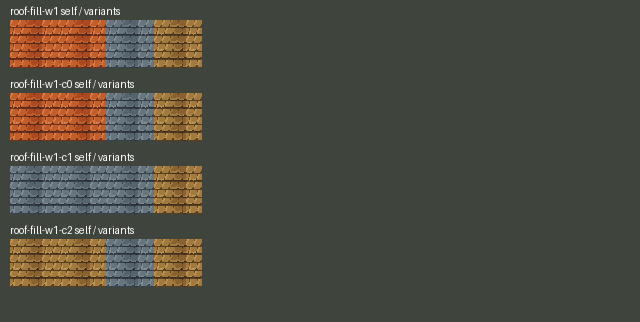 roof-fill-w1 self / variants
roof-fill-w1-c0 self / variants
roof-fill-w1-c1 self / variants
roof-fill-w1-c2 self / variants